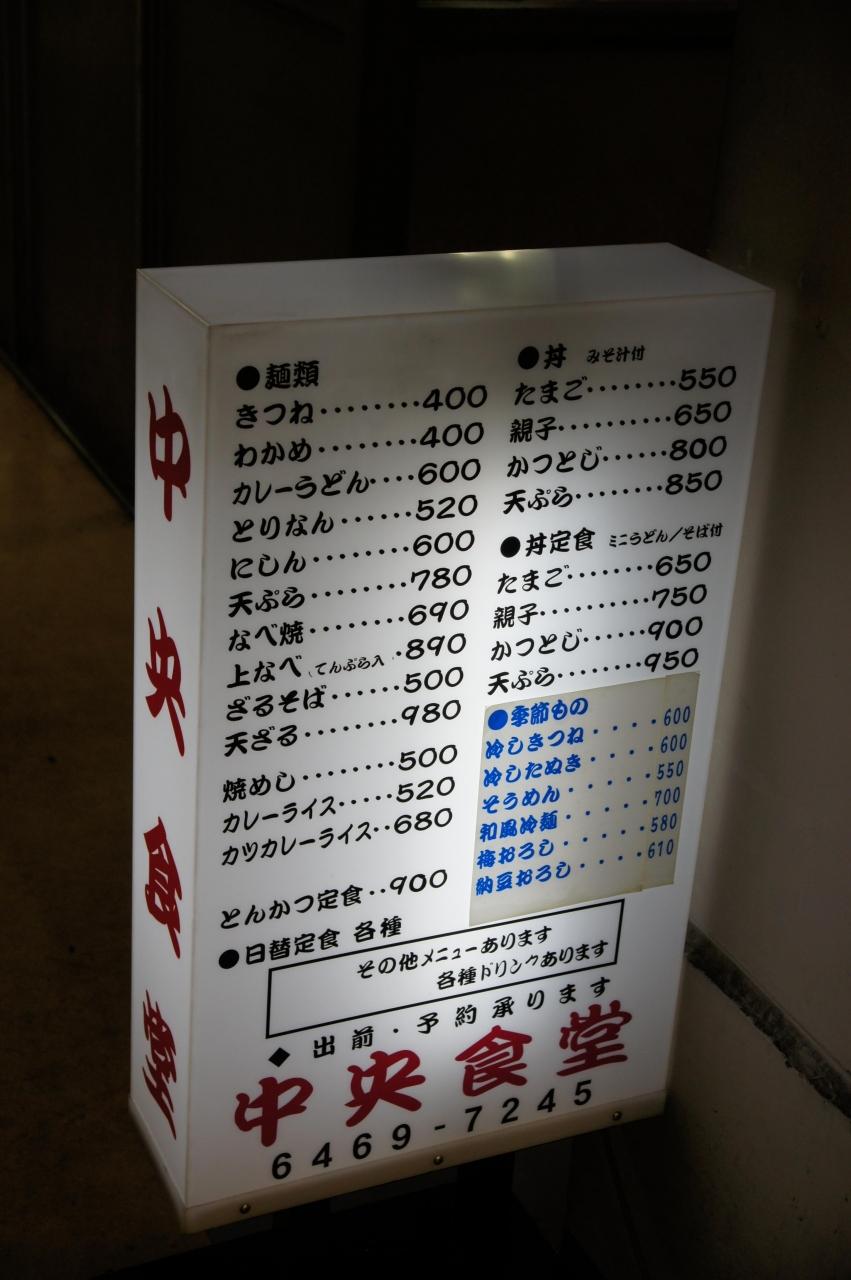 中央食堂
●麺類
きつね········400
わかめ········400
カレーうどん····600
とりなん······520
にしん········600
天ぷら········780
なべ焼········690
上なべ(てんぷら入)·890
ざるそば······500
天ざる········980
焼めし········500
カレーライス·····520
カツカレーライス··680
とんかつ定食··900
●日替定食 各種
●丼 みそ汁付
たまご········550
親子··········650
かつとじ······800
天ぷら········850
●丼定食 ミニうどん/そば付
たまご········650
親子··········750
かつとじ······900
天ぷら········950
●季節もの
冷しきつね····600
冷したぬき····600
そうめん·····550
和風冷麺·····700
梅おろし·····580
納豆おろし····610
その他メニューあります
各種ドリンクあります
◆出前·予約承ります
中央食堂
6469-7245